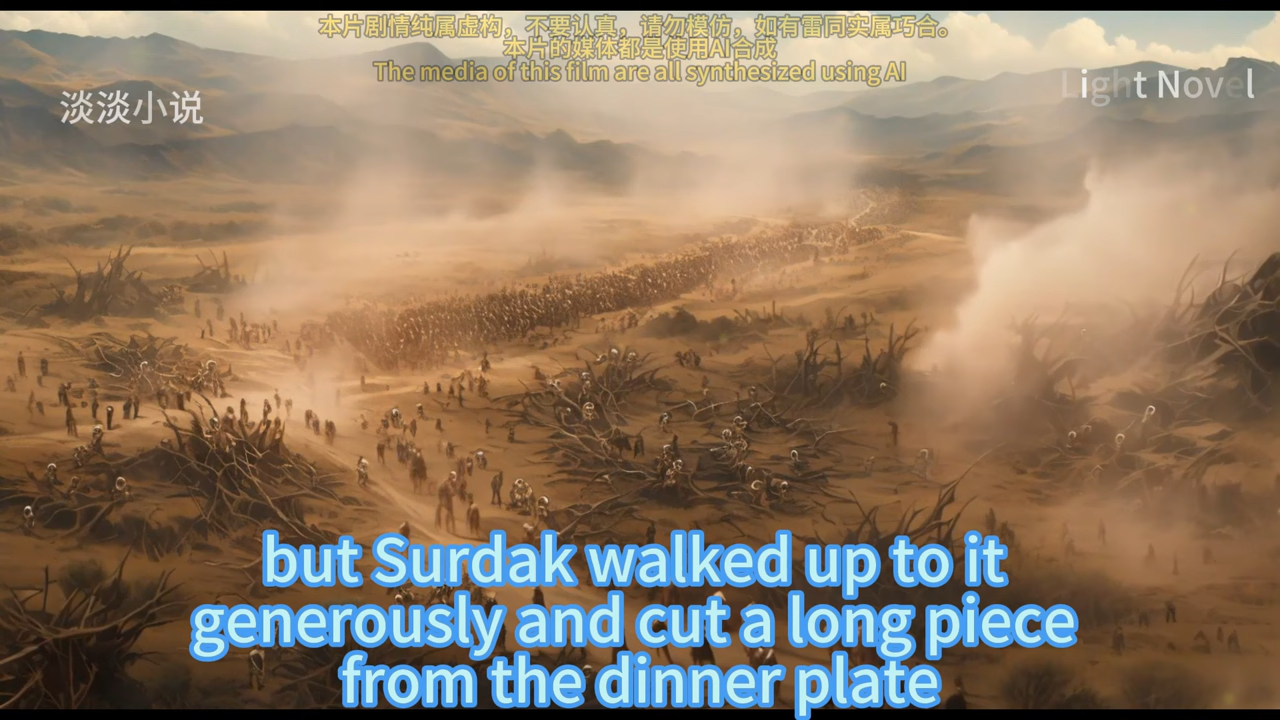 本片剧情纯属虚构，不要认真，请勿模仿，如有雷同实属巧合。
本片的媒体都是使用AI合成
The media of this film are all synthesized using AI
淡淡小说
Light Novel
but Surdak walked up to it
generously and cut a long piece
from the dinner plate